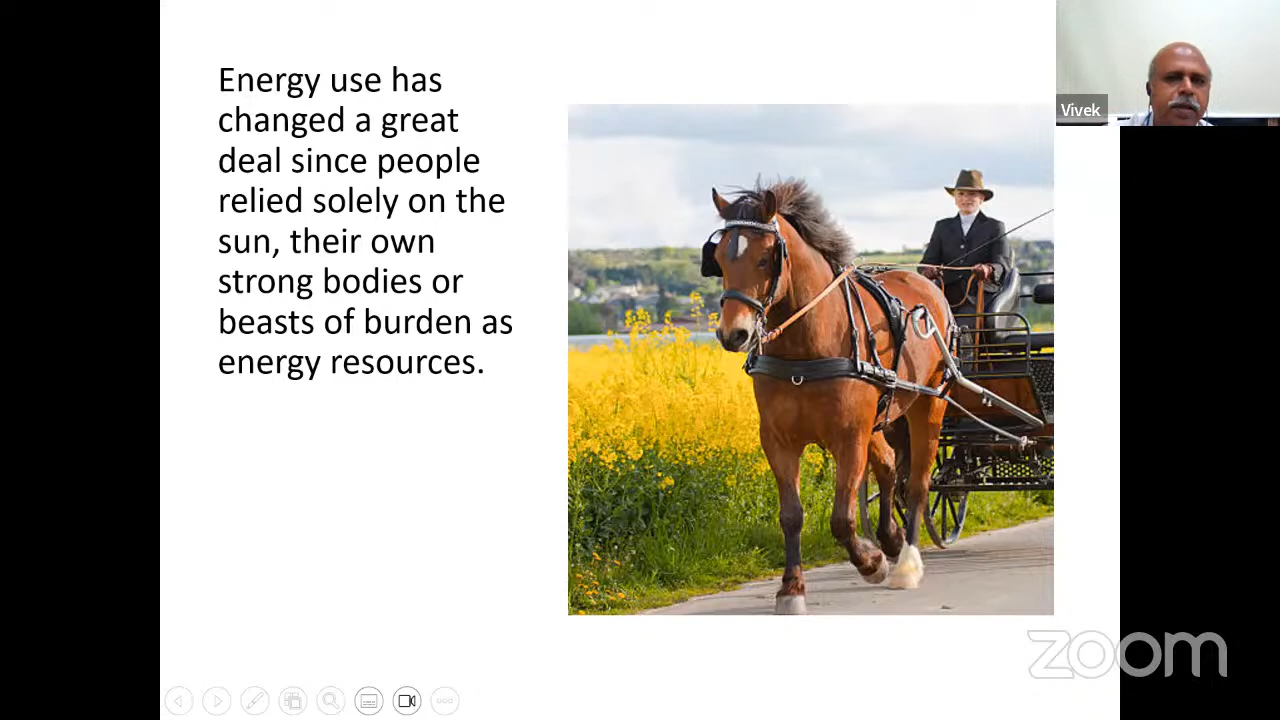 Energy use has
changed a great
deal since people
relied solely on the
sun, their own
strong bodies or
beasts of burden as
energy resources.
Vivek
zoom